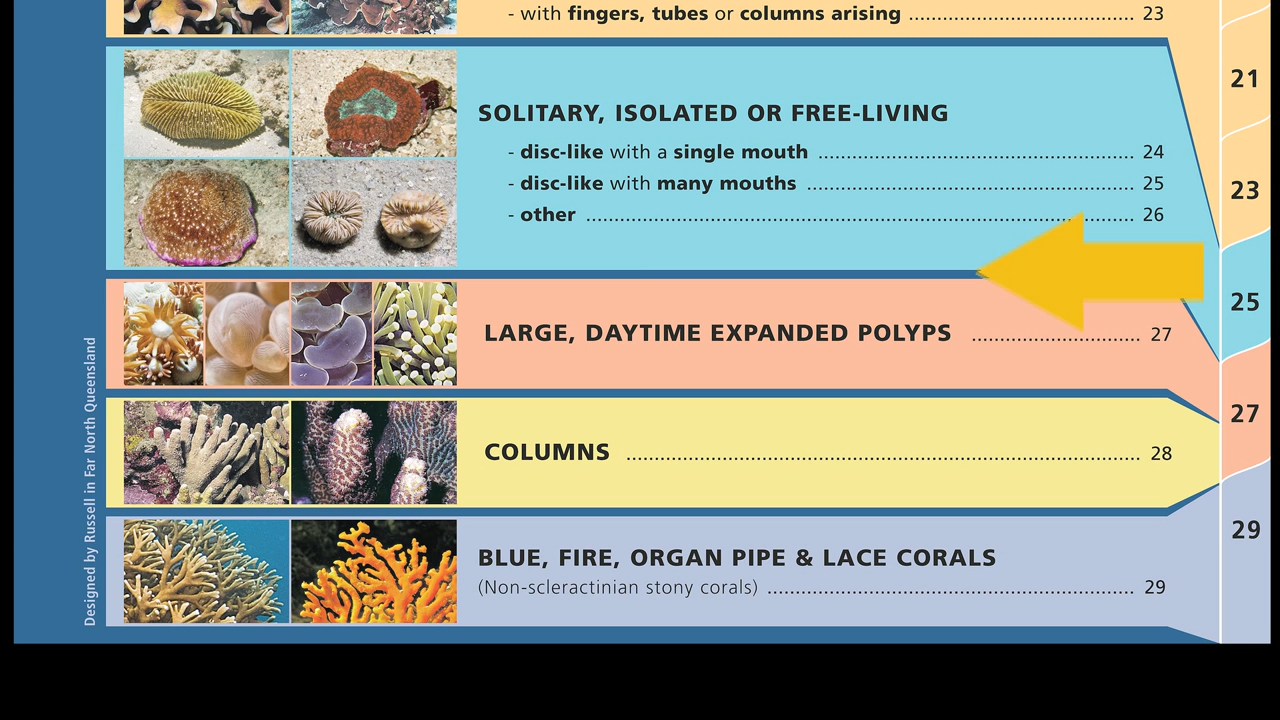 - with fingers, tubes or columns arising ........................................ 23
SOLITARY, ISOLATED OR FREE-LIVING
- disc-like with a single mouth ........................................................ 24
- disc-like with many mouths .......................................................... 25
- other .................................................................................................. 26
LARGE, DAYTIME EXPANDED POLYPS .............................. 27
COLUMNS ............................................................................................ 28
BLUE, FIRE, ORGAN PIPE & LACE CORALS
(Non-scleractinian stony corals) .................................................................. 29
21
23
25
27
29
Designed by Russell in Far North Queensland